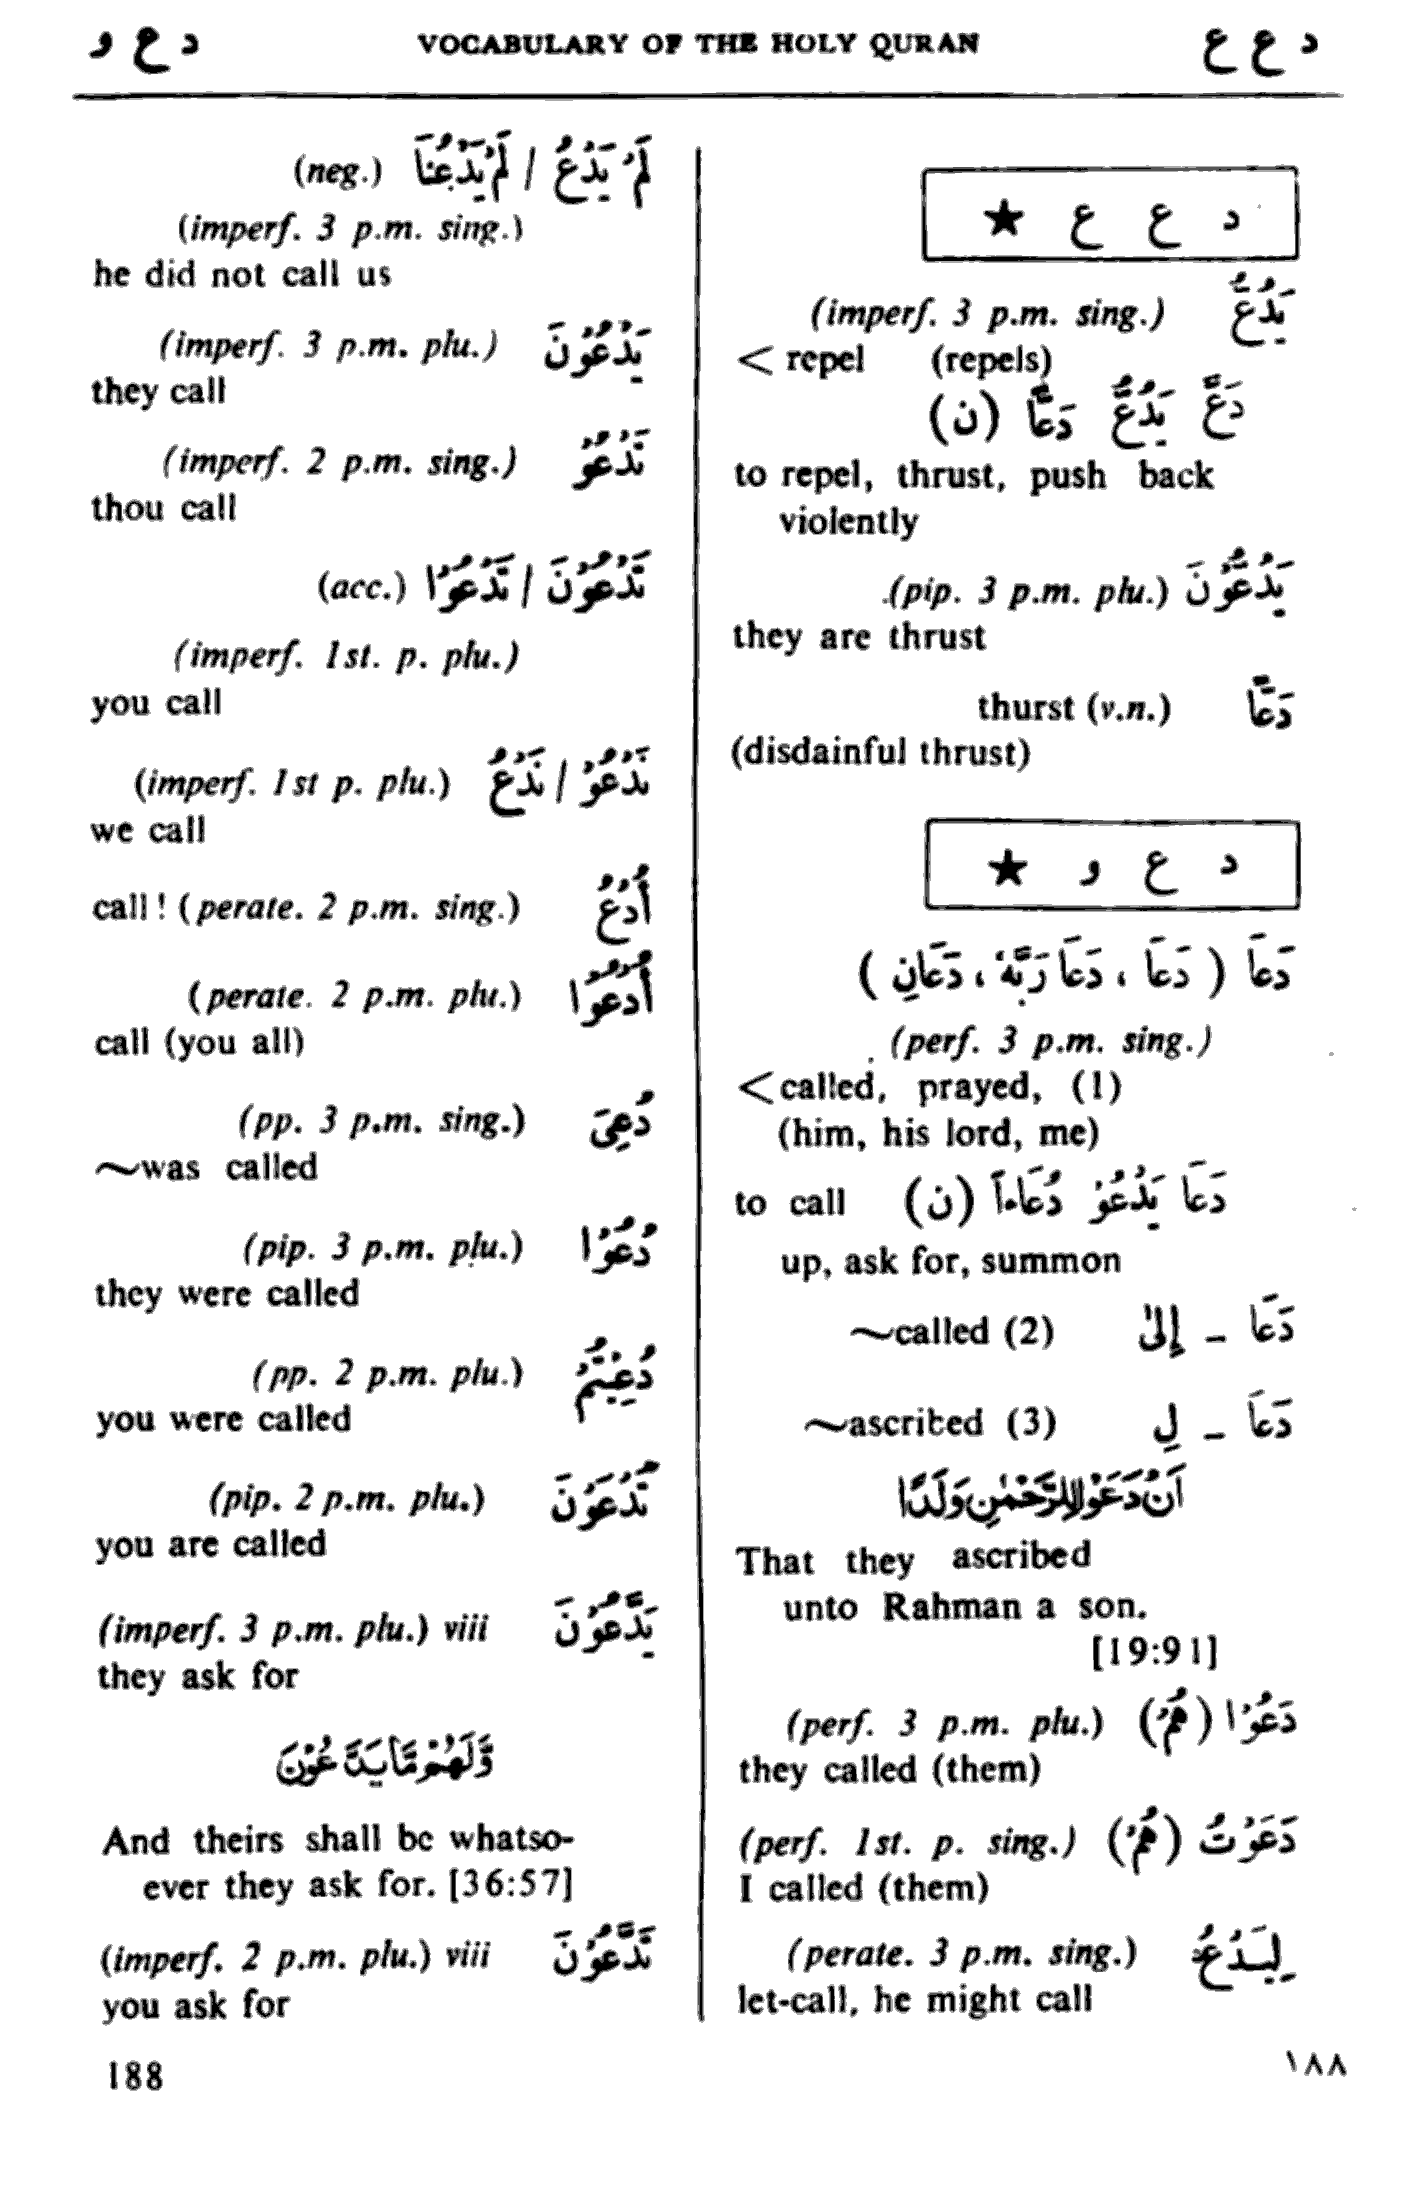 د ع ع
VOCABULARY OF THE HOLY QURAN
د ع و
د ع ع ★
يَدُعُّ (imperf. 3 p.m. sing.)
< repel (repels)
دَعَّ يَدُعُّ دَعًّا (ن)
to repel, thrust, push back
violently
يُدَعُّوْنَ (pip. 3 p.m. plu.)
they are thrust
دَعًّا thurst (v.n.)
(disdainful thrust)
د ع و ★
دَعَا ( دَعَا ، دَعَا رَبَّهُ ، دَعَانِ )
(perf. 3 p.m. sing.)
<called, prayed, (1)
(him, his lord, me)
to call دَعَا يَدْعُوْ دُعَاءً (ن)
up, ask for, summon
~called (2) دَعَا – إِلىٰ
~ascribed (3) دَعَا – لِ
اَنْ دَعَوْا لِلرَّحْمٰنِ وَلَدًا
That they ascribed
unto Rahman a son.
[19:91]
دَعَوْا (هُمْ) (perf. 3 p.m. plu.)
they called (them)
دَعَوْتُ (هُمْ) (perf. 1st. p. sing.)
I called (them)
لِيَدْعُ (perate. 3 p.m. sing.)
let-call, he might call
لَمْ يَدْعُ / لَمْ يَدْعُنَا (neg.)
(imperf. 3 p.m. sing.)
he did not call us
يَدْعُوْنَ (imperf. 3 p.m. plu.)
they call
تَدْعُوْ (imperf. 2 p.m. sing.)
thou call
تَدْعُوْنَ / تَدْعُوْا (acc.)
(imperf. 1st. p. plu.)
you call
نَدْعُوْ / نَدْعُ (imperf. 1st p. plu.)
we call
call ! (perate. 2 p.m. sing.) أُدْعُ
أُدْعُوْا (perate. 2 p.m. plu.)
call (you all)
دُعِيَ (pp. 3 p.m. sing.)
~was called
دُعُوْا (pip. 3 p.m. plu.)
they were called
دُعِيْتُمْ (pp. 2 p.m. plu.)
you were called
تُدْعَوْنَ (pip. 2 p.m. plu.)
you are called
يَدَّعُوْنَ (imperf. 3 p.m. plu.) viii
they ask for
وَّلَهُمْ مَّا يَدَّعُوْنَ
And theirs shall be whatso-
ever they ask for. [36:57]
تَدَّعُوْنَ (imperf. 2 p.m. plu.) viii
you ask for
188
١٨٨